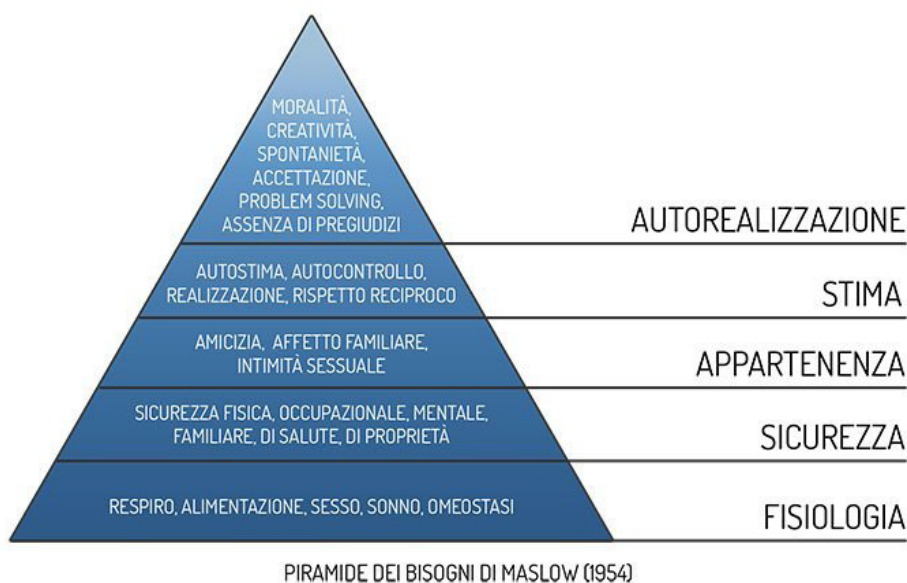 MORALITÀ,
CREATIVITÀ,
SPONTANIETÀ,
ACCETTAZIONE,
PROBLEM SOLVING,
ASSENZA DI PREGIUDIZI
AUTOREALIZZAZIONE
AUTOSTIMA, AUTOCONTROLLO,
REALIZZAZIONE, RISPETTO RECIPROCO
STIMA
AMICIZIA, AFFETTO FAMILIARE,
INTIMITÀ SESSUALE
APPARTENENZA
SICUREZZA FISICA, OCCUPAZIONALE, MENTALE,
FAMILIARE, DI SALUTE, DI PROPRIETÀ
SICUREZZA
RESPIRO, ALIMENTAZIONE, SESSO, SONNO, OMEOSTASI
FISIOLOGIA
PIRAMIDE DEI BISOGNI DI MASLOW (1954)